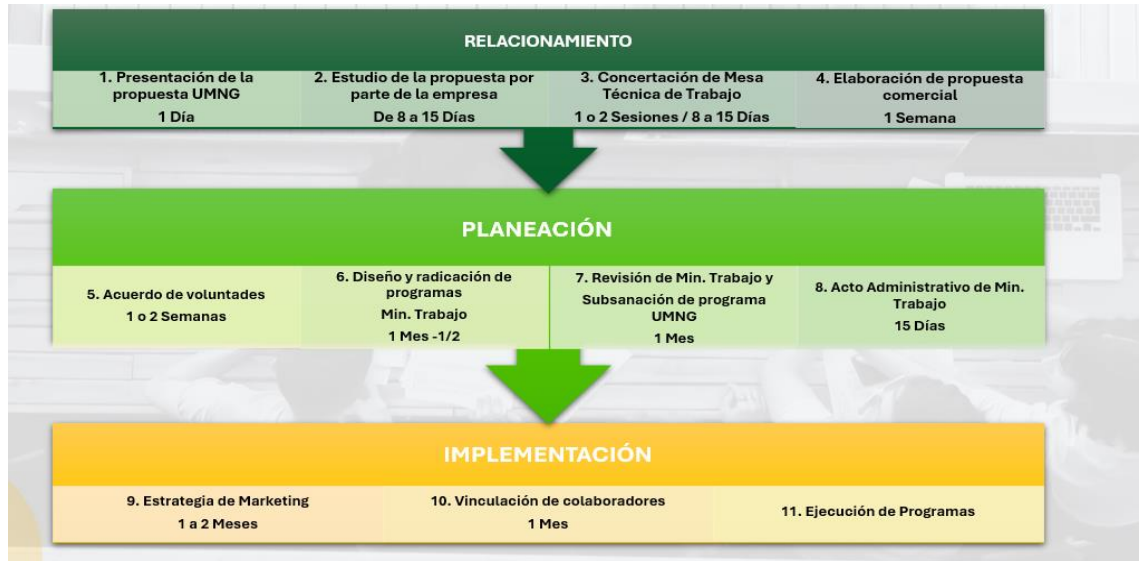 RELACIONAMIENTO
1. Presentación de la
propuesta UMNG
1 Día
2. Estudio de la propuesta por
parte de la empresa
De 8 a 15 Días
3. Concertación de Mesa
Técnica de Trabajo
1 o 2 Sesiones / 8 a 15 Días
4. Elaboración de propuesta
comercial
1 Semana
PLANEACIÓN
5. Acuerdo de voluntades
1 o 2 Semanas
6. Diseño y radicación de
programas
Min. Trabajo
1 Mes -1/2
7. Revisión de Min. Trabajo y
Subsanación de programa
UMNG
1 Mes
8. Acto Administrativo de Min.
Trabajo
15 Días
IMPLEMENTACIÓN
9. Estrategia de Marketing
1 a 2 Meses
10. Vinculación de colaboradores
1 Mes
11. Ejecución de Programas